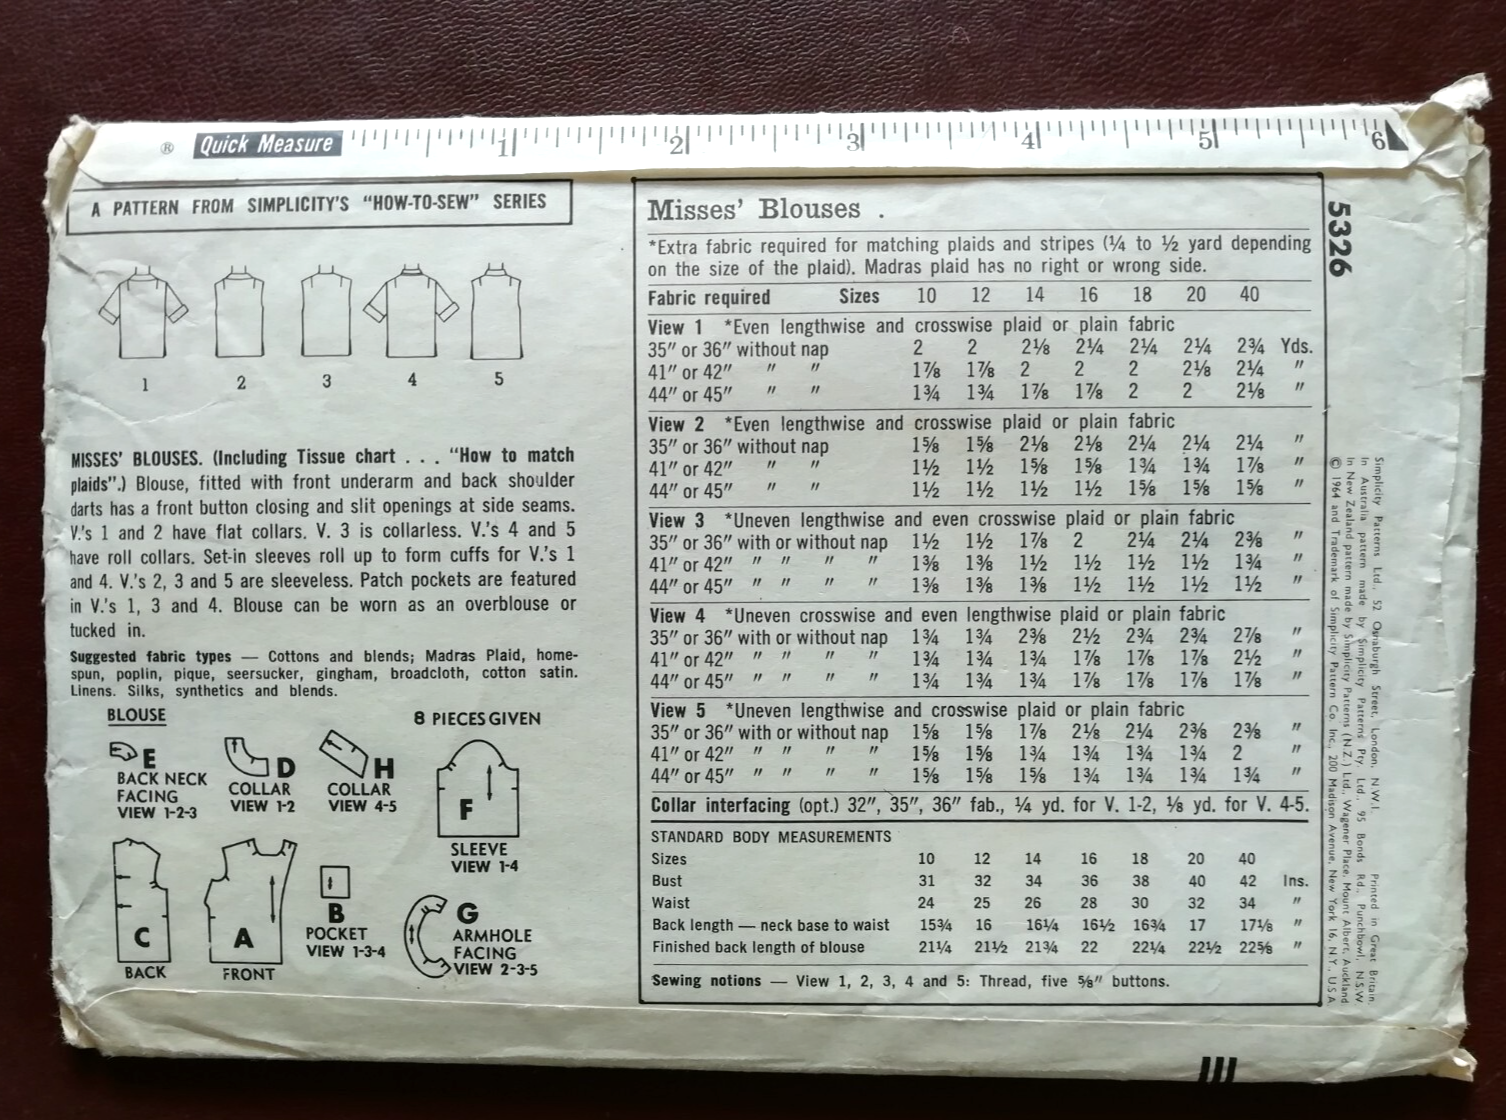 ® Quick Measure 1 2 3 4 5 6
A PATTERN FROM SIMPLICITY'S "HOW-TO-SEW" SERIES
1 2 3 4 5
MISSES' BLOUSES. (Including Tissue chart . . . "How to match
plaids".) Blouse, fitted with front underarm and back shoulder
darts has a front button closing and slit openings at side seams.
V.'s 1 and 2 have flat collars. V. 3 is collarless. V.'s 4 and 5
have roll collars. Set-in sleeves roll up to form cuffs for V.'s 1
and 4. V.'s 2, 3 and 5 are sleeveless. Patch pockets are featured
in V.'s 1, 3 and 4. Blouse can be worn as an overblouse or
tucked in.
Suggested fabric types — Cottons and blends; Madras Plaid, home-
spun, poplin, pique, seersucker, gingham, broadcloth, cotton satin.
Linens. Silks, synthetics and blends.
BLOUSE
8 PIECES GIVEN
E
BACK NECK
FACING
VIEW 1-2-3
D
COLLAR
VIEW 1-2
H
COLLAR
VIEW 4-5
F
SLEEVE
VIEW 1-4
C
BACK
A
FRONT
B
POCKET
VIEW 1-3-4
G
ARMHOLE
FACING
VIEW 2-3-5
Misses' Blouses .
*Extra fabric required for matching plaids and stripes (¼ to ½ yard depending
on the size of the plaid). Madras plaid has no right or wrong side.
Fabric required Sizes 10 12 14 16 18 20 40
View 1 *Even lengthwise and crosswise plaid or plain fabric
35" or 36" without nap 2 2 2⅛ 2¼ 2¼ 2¼ 2¾ Yds.
41" or 42" " " 1⅞ 1⅞ 2 2 2 2⅛ 2¼ "
44" or 45" " " 1¾ 1¾ 1⅞ 1⅞ 2 2 2⅛ "
View 2 *Even lengthwise and crosswise plaid or plain fabric
35" or 36" without nap 1⅝ 1⅝ 2⅛ 2⅛ 2¼ 2¼ 2¼ "
41" or 42" " " 1½ 1½ 1⅝ 1⅝ 1¾ 1¾ 1⅞ "
44" or 45" " " 1½ 1½ 1½ 1½ 1⅝ 1⅝ 1⅝ "
View 3 *Uneven lengthwise and even crosswise plaid or plain fabric
35" or 36" with or without nap 1½ 1½ 1⅞ 2 2¼ 2¼ 2⅜ "
41" or 42" " " " " 1⅜ 1⅜ 1½ 1½ 1½ 1½ 1¾ "
44" or 45" " " " " 1⅜ 1⅜ 1⅜ 1½ 1½ 1½ 1½ "
View 4 *Uneven crosswise and even lengthwise plaid or plain fabric
35" or 36" with or without nap 1¾ 1¾ 2⅜ 2½ 2¾ 2¾ 2⅞ "
41" or 42" " " " " 1¾ 1¾ 1¾ 1⅞ 1⅞ 1⅞ 2½ "
44" or 45" " " " " 1¾ 1¾ 1¾ 1⅞ 1⅞ 1⅞ 1⅞ "
View 5 *Uneven lengthwise and crosswise plaid or plain fabric
35" or 36" with or without nap 1⅝ 1⅝ 1⅞ 2⅛ 2¼ 2⅜ 2⅜ "
41" or 42" " " " " 1⅝ 1⅝ 1¾ 1¾ 1¾ 1¾ 2 "
44" or 45" " " " " 1⅝ 1⅝ 1⅝ 1¾ 1¾ 1¾ 1¾ "
Collar interfacing (opt.) 32", 35", 36" fab., ¼ yd. for V. 1-2, ⅛ yd. for V. 4-5.
STANDARD BODY MEASUREMENTS
Sizes 10 12 14 16 18 20 40
Bust 31 32 34 36 38 40 42 Ins.
Waist 24 25 26 28 30 32 34 "
Back length — neck base to waist 15¾ 16 16¼ 16½ 16¾ 17 17⅛ "
Finished back length of blouse 21¼ 21½ 21¾ 22 22¼ 22½ 22⅝ "
Sewing notions — View 1, 2, 3, 4 and 5: Thread, five ⅝" buttons.
5326
Simplicity Patterns Ltd., 52 Osnaburgh Street, London, N.W.1. Printed in Great Britain.
In Australia pattern made by Simplicity Patterns Pty. Ltd., 95 Bonds Rd., Punchbowl, N.S.W.
In New Zealand pattern made by Simplicity Patterns (N.Z.) Ltd. Wagener Place, Mount Albert, Auckland
© 1964 and Trademark of Simplicity Pattern Co. Inc., 200 Madison Avenue, New York 16, N.Y., U.S.A.